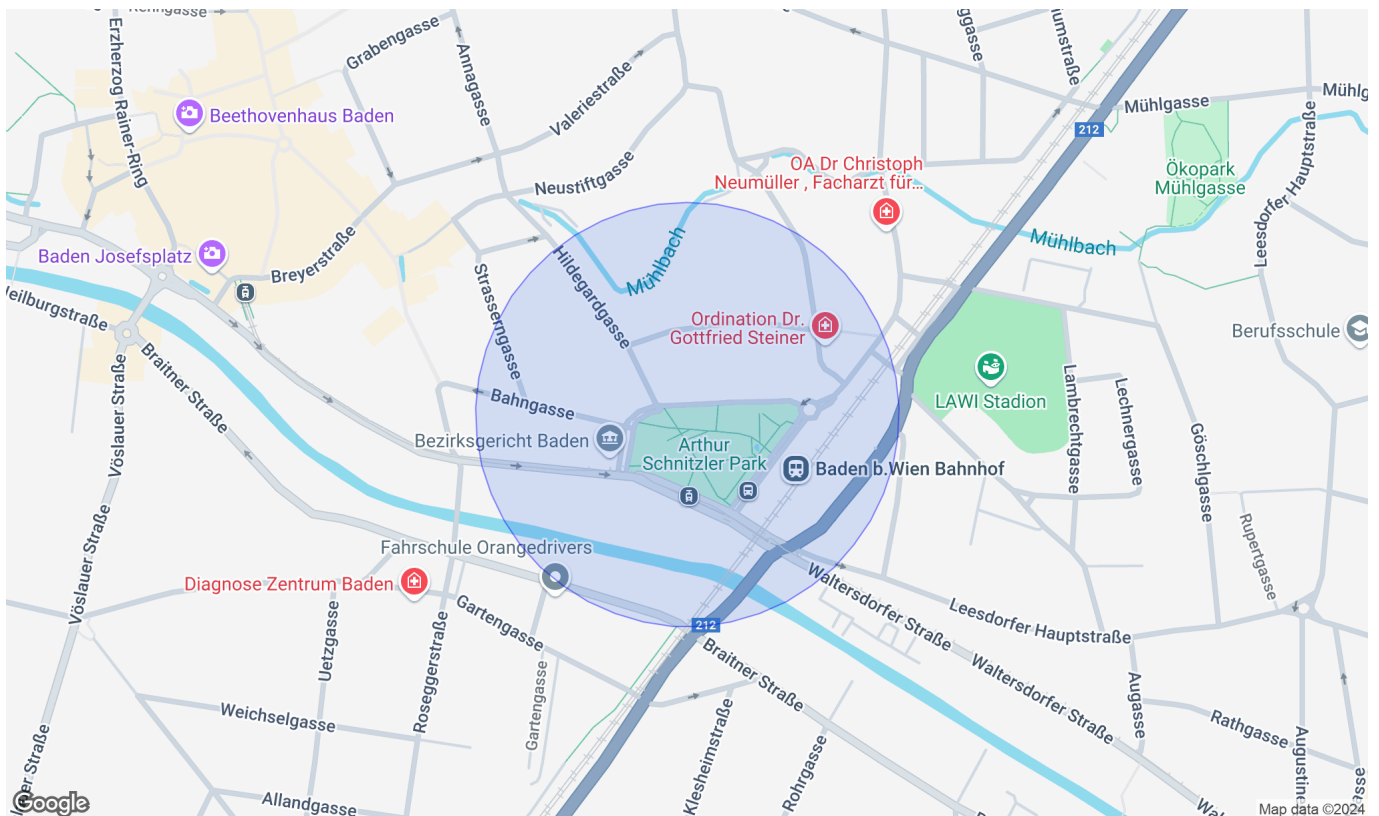 Renngasse
Erzherzog Rainer-Ring
Grabengasse
Annagasse
Valeriestraße
Beethovenhaus Baden
Neustiftgasse
OA Dr Christoph
Neumüller , Facharzt für...
212
Mühlgasse
Ökopark
Mühlgasse
Leesdorfer Hauptstraße
Mühlbach
Baden Josefsplatz
Breyerstraße
Strasserngasse
Hildegardgasse
Mühlbach
Ordination Dr.
Gottfried Steiner
Berufsschule
LAWI Stadion
Lambrechtgasse
Lechnergasse
Göschlgasse
Rupertgasse
Vöslauer Straße
Braitner Straße
Bahngasse
Bezirksgericht Baden
Arthur
Schnitzler Park
Baden b.Wien Bahnhof
Fahrschule Orangedrivers
Diagnose Zentrum Baden
Vöslauer Straße
Uetzgasse
Roseggerstraße
Gartengasse
Gartengasse
212
Braitner Straße
Waltersdorfer Straße
Leesdorfer Hauptstraße
Waltersdorfer Straße
Augasse
Rathgasse
Weichselgasse
Allandgasse
Klesheimstraße
Rohrgasse
Google
Map data ©2024